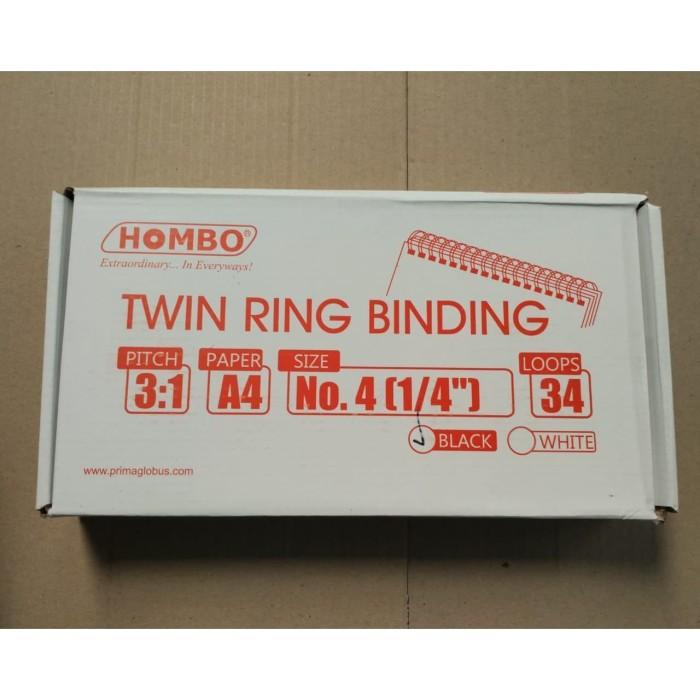 HOMBO®
Extraordinary... In Everyways!
TWIN RING BINDING
PITCH PAPER SIZE LOOPS
3:1 A4 No. 4 (1/4") 34
BLACK WHITE
www.primaglobus.com